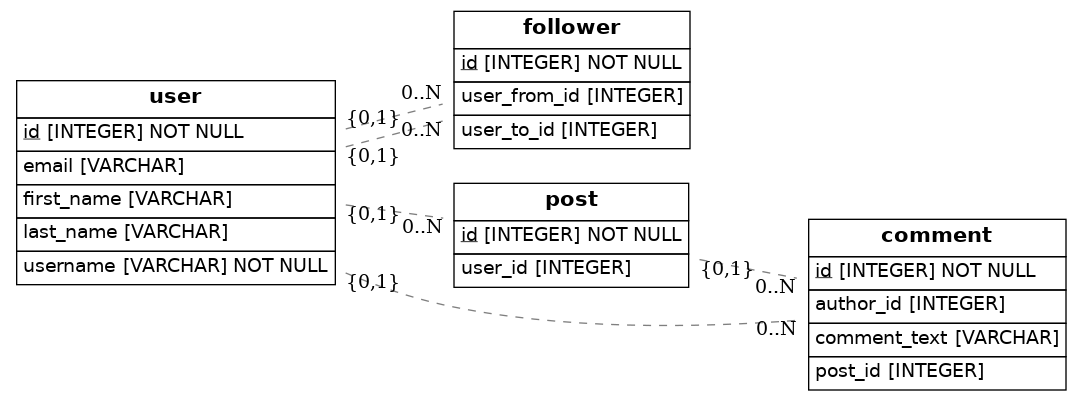 user
id [INTEGER] NOT NULL
email [VARCHAR]
first_name [VARCHAR]
last_name [VARCHAR]
username [VARCHAR] NOT NULL
{0,1}
0..N
{0,1}
0..N
{0,1}
0..N
{0,1}
0..N
follower
id [INTEGER] NOT NULL
user_from_id [INTEGER]
user_to_id [INTEGER]
post
id [INTEGER] NOT NULL
user_id [INTEGER]
{0,1}
0..N
comment
id [INTEGER] NOT NULL
author_id [INTEGER]
comment_text [VARCHAR]
post_id [INTEGER]